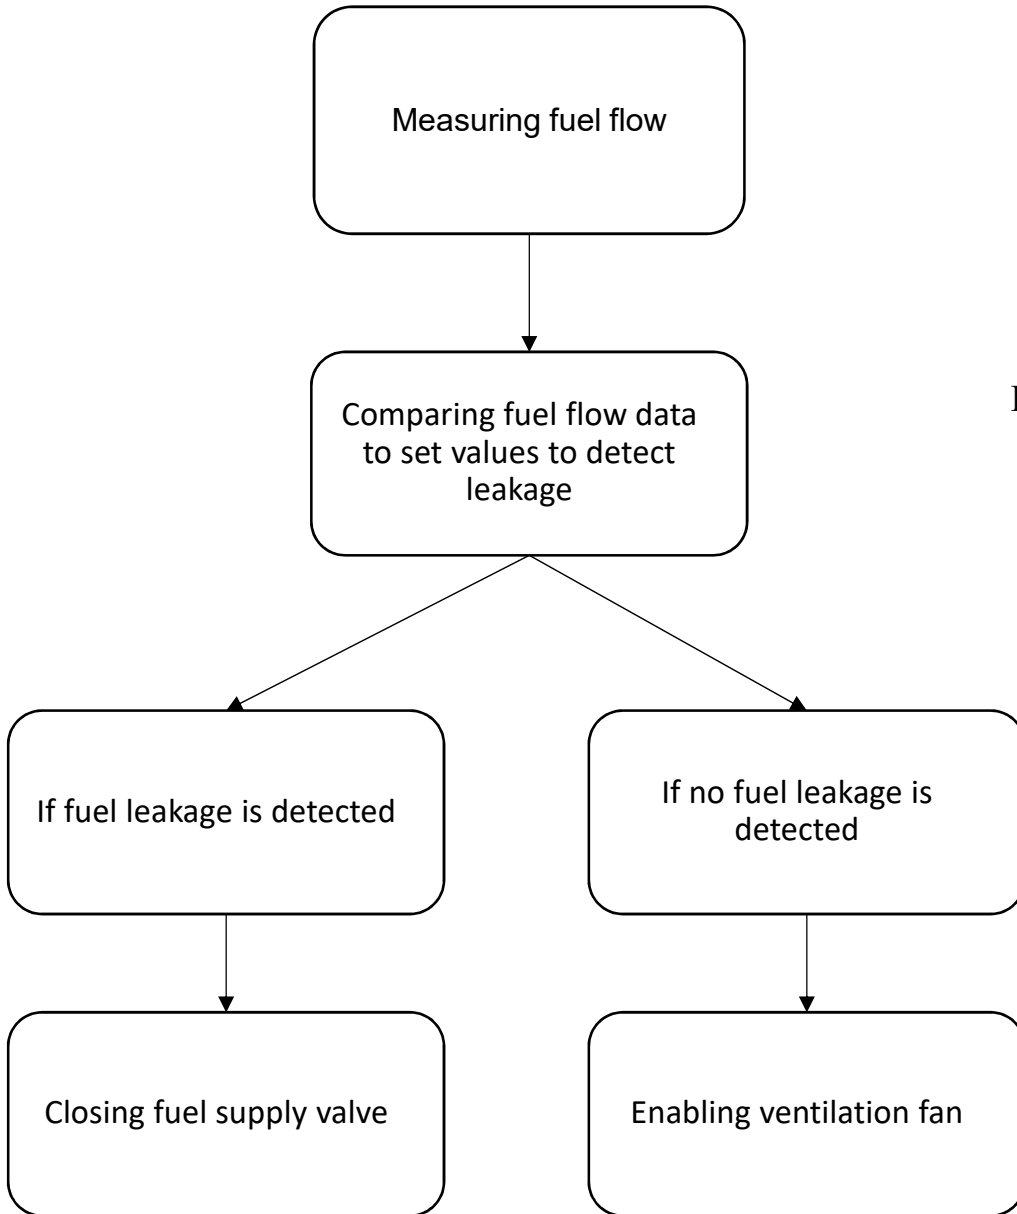 Measuring fuel flow
Comparing fuel flow data
to set values to detect
leakage
If fuel leakage is detected
If no fuel leakage is
detected
Closing fuel supply valve
Enabling ventilation fan